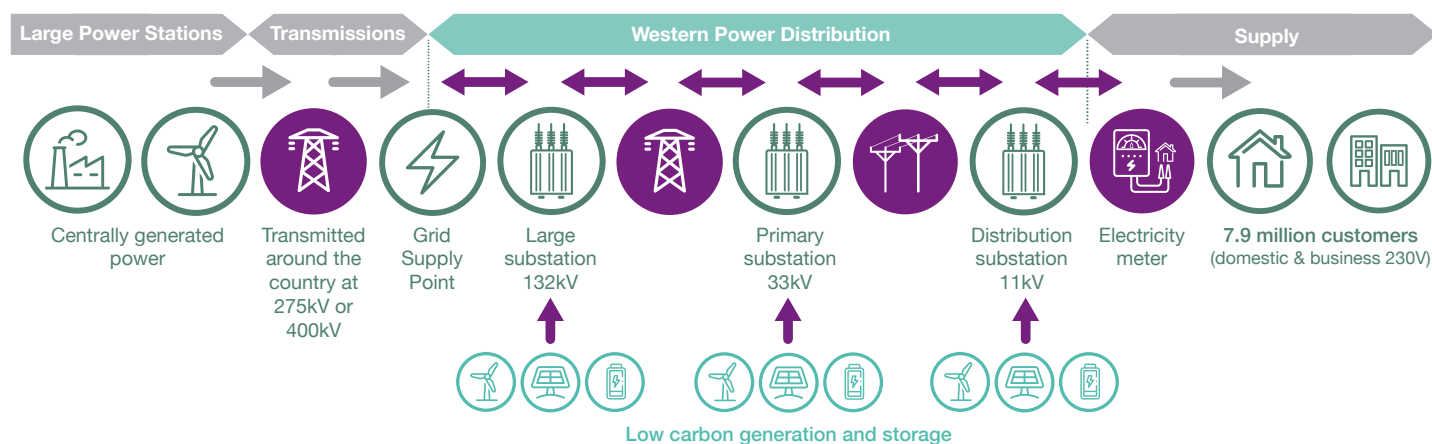 Large Power Stations
Transmissions
Western Power Distribution
Supply
Centrally generated
power
Transmitted
around the
country at
275kV or
400kV
Grid
Supply
Point
Large
substation
132kV
Primary
substation
33kV
Distribution
substation
11kV
Electricity
meter
7.9 million customers
(domestic & business 230V)
Low carbon generation and storage